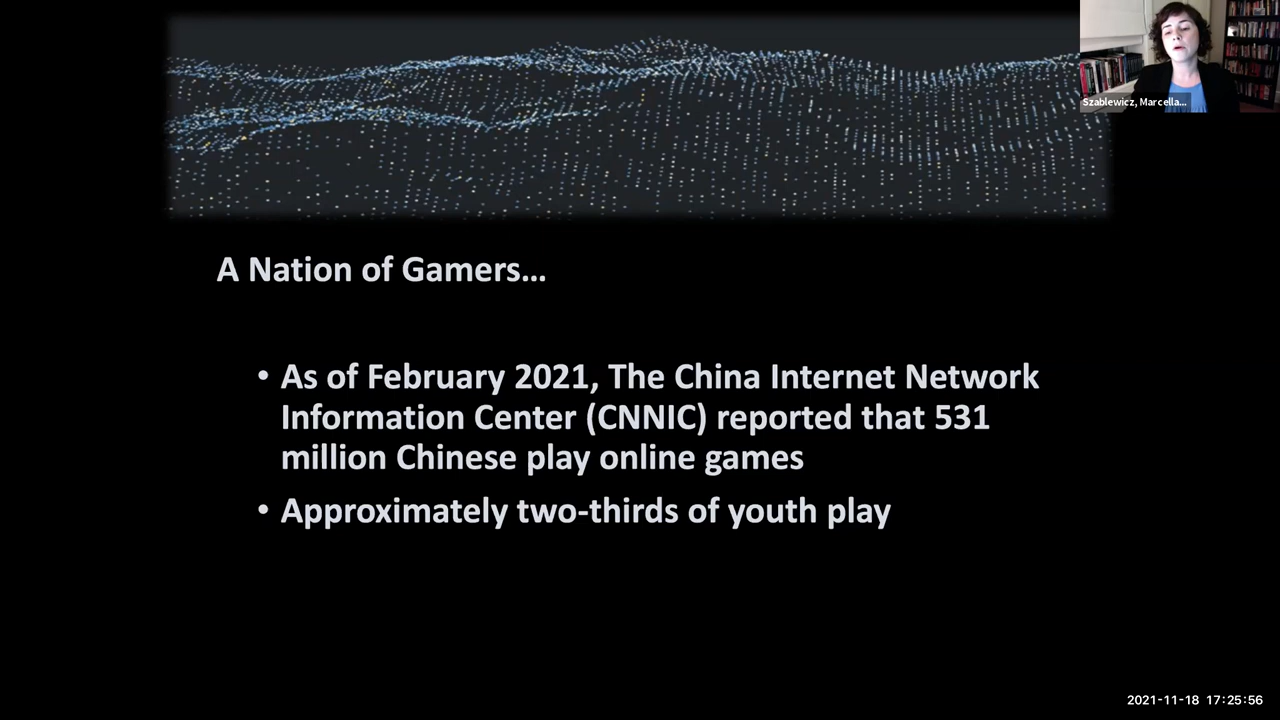 Szablewicz, Marcella...
A Nation of Gamers...
• As of February 2021, The China Internet Network
Information Center (CNNIC) reported that 531
million Chinese play online games
• Approximately two-thirds of youth play
2021-11-18 17:25:56